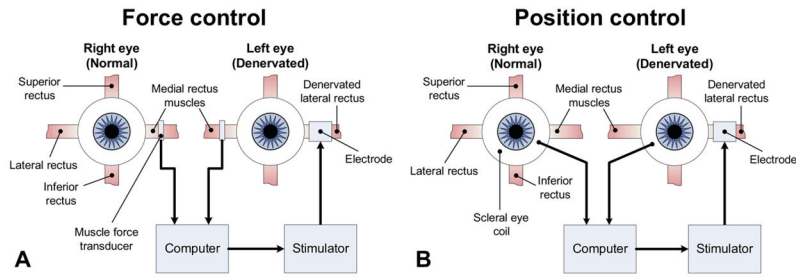 Force control
Right eye
(Normal)
Left eye
(Denervated)
Superior
rectus
Medial rectus
muscles
Denervated
lateral rectus
Lateral rectus
Inferior
rectus
Electrode
Muscle force
transducer
Computer
Stimulator
A
Position control
Right eye
(Normal)
Left eye
(Denervated)
Superior
rectus
Medial rectus
muscles
Denervated
lateral rectus
Lateral rectus
Electrode
Inferior
rectus
Scleral eye
coil
Computer
Stimulator
B